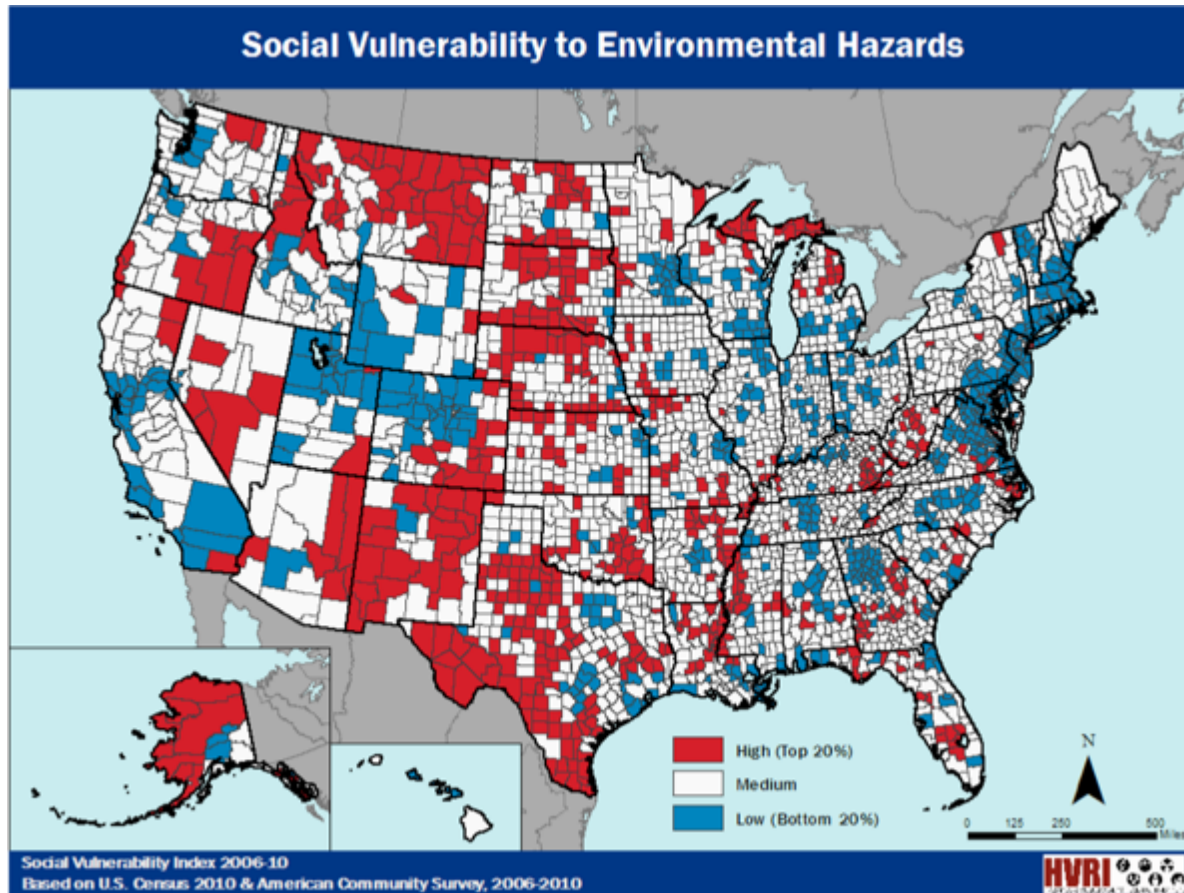 Social Vulnerability to Environmental Hazards
High (Top 20%)
Medium
Low (Bottom 20%)
N
0 125 250 500
Miles
Social Vulnerability Index 2006-10
Based on U.S. Census 2010 & American Community Survey, 2006-2010
HVRI